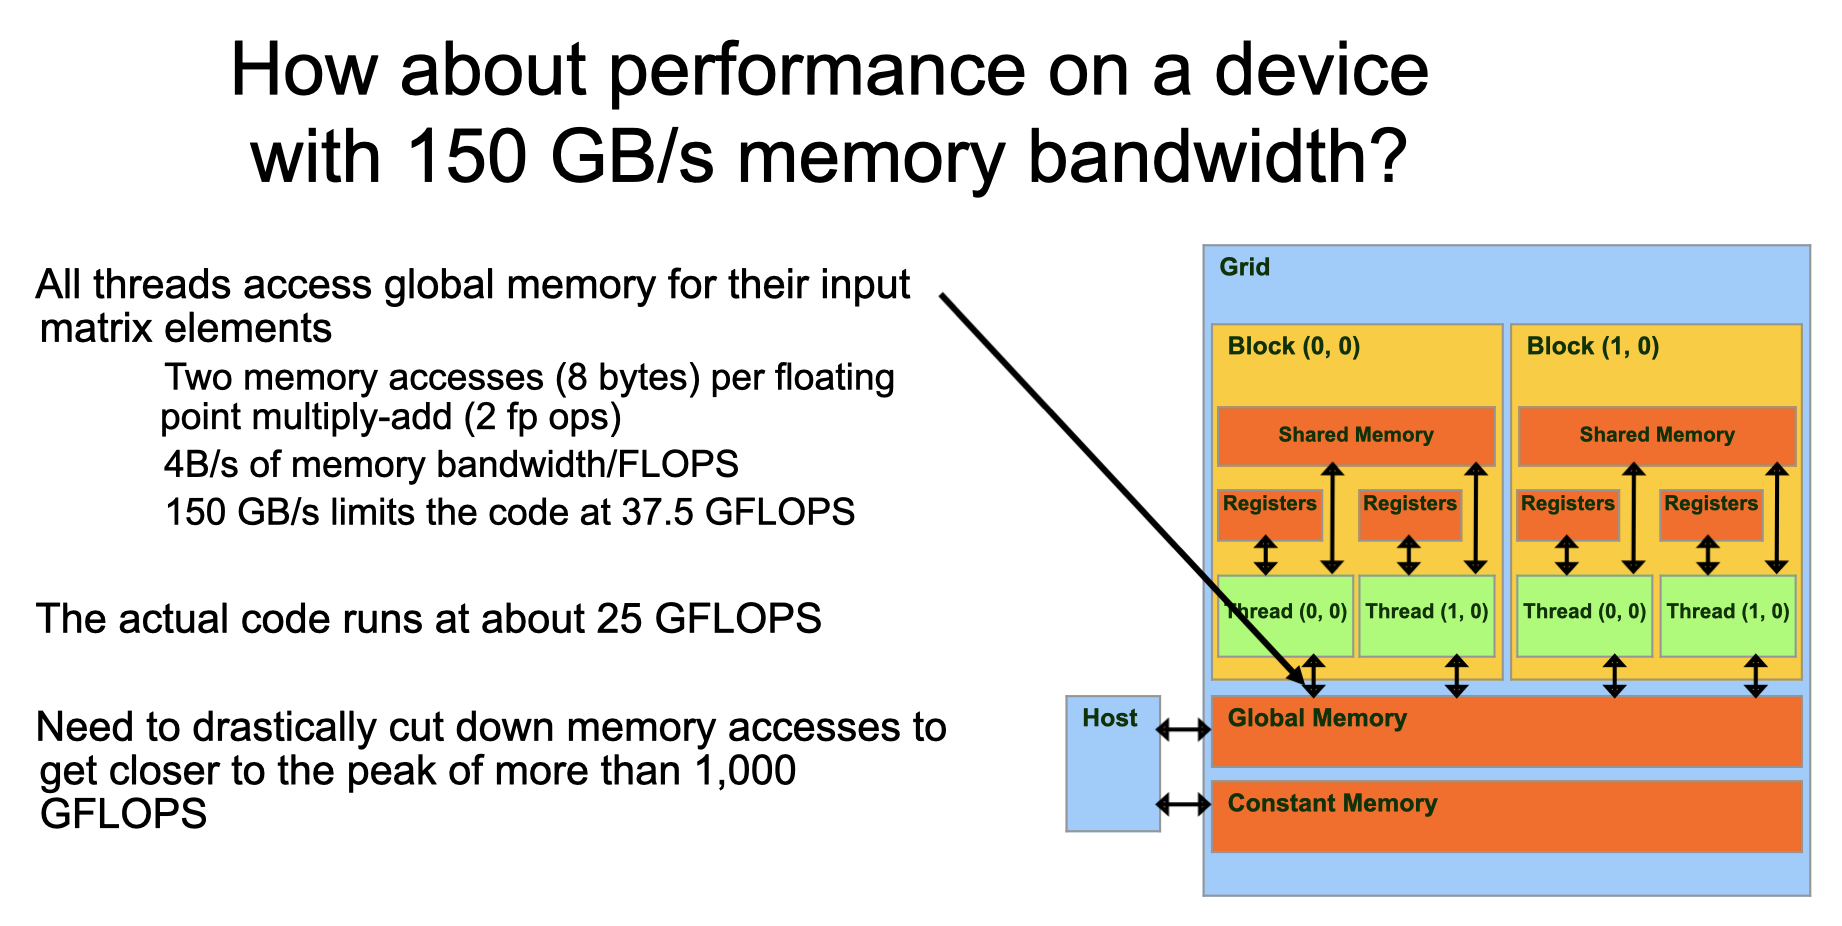 How about performance on a device
with 150 GB/s memory bandwidth?
All threads access global memory for their input
matrix elements
Two memory accesses (8 bytes) per floating
point multiply-add (2 fp ops)
4B/s of memory bandwidth/FLOPS
150 GB/s limits the code at 37.5 GFLOPS
The actual code runs at about 25 GFLOPS
Need to drastically cut down memory accesses to
get closer to the peak of more than 1,000
GFLOPS
Grid
Block (0, 0)
Shared Memory
Registers
Registers
Thread (0, 0)
Thread (1, 0)
Block (1, 0)
Shared Memory
Registers
Registers
Thread (0, 0)
Thread (1, 0)
Host
Global Memory
Constant Memory